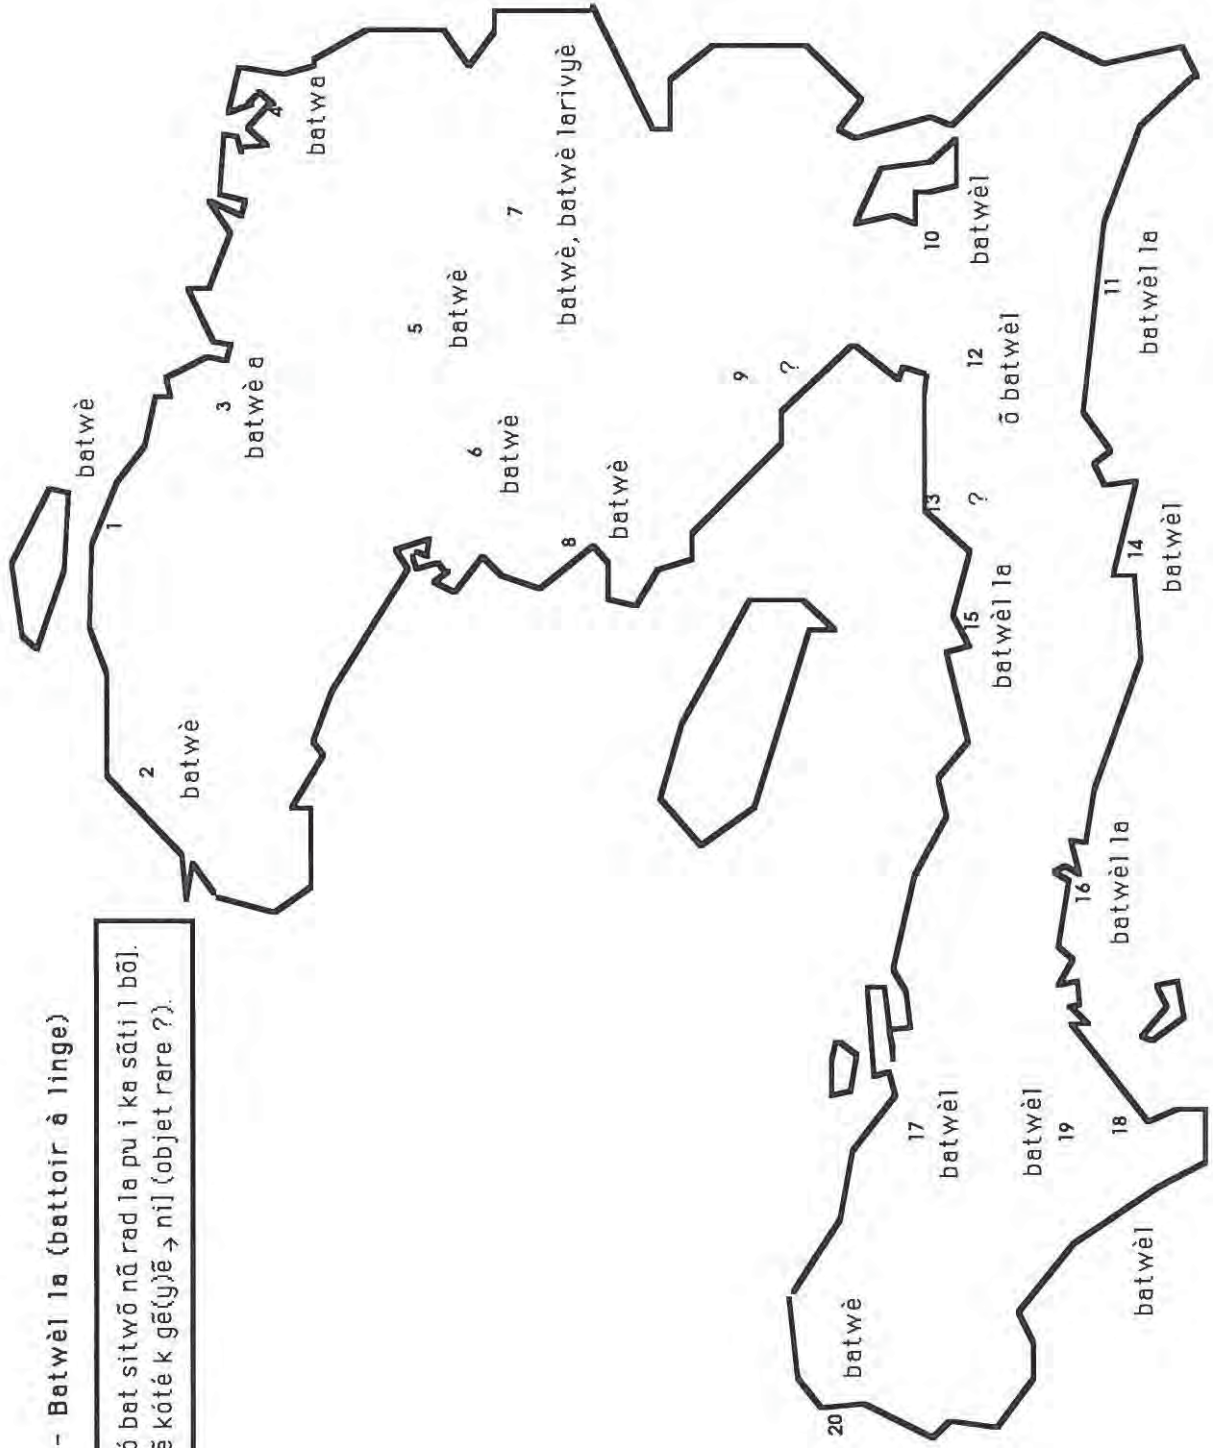 - Batwèl la (battoir à linge)
ó bat sitwõ nã rad la pu i ka sãti l bõ].
ẽ kóté k gẽ(y)ẽ → nil (objet rare ?).
batwè
1
2
batwè
3
batwè a
4
batwa
5
batwè
6
batwè
7
batwè, batwè larivyè
8
batwè
9
?
10
batwèl
11
batwèl la
12
õ batwèl
13
?
14
batwèl
15
batwèl la
16
batwèl la
17
batwèl
batwèl
19
18
batwèl
batwè
20